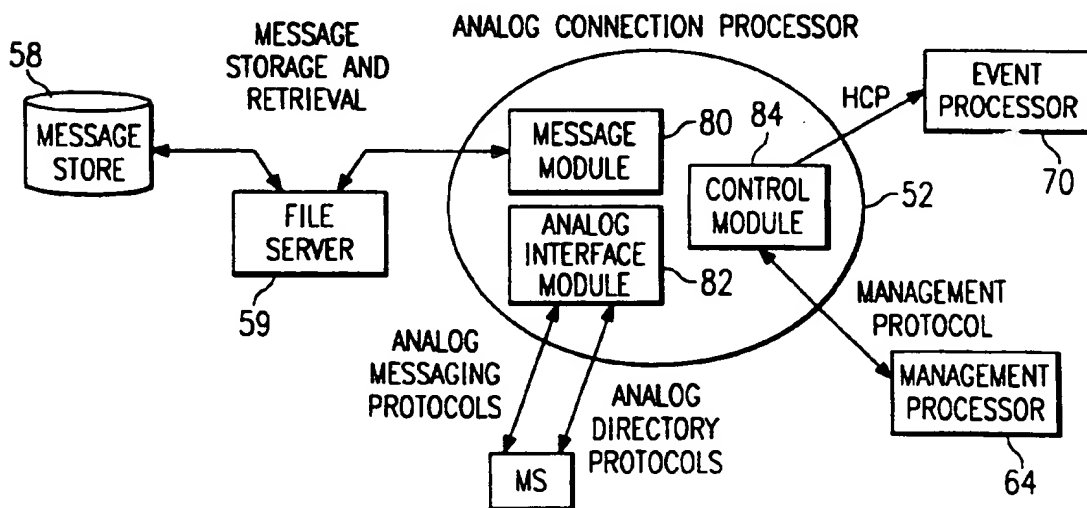 ANALOG CONNECTION PROCESSOR
MESSAGE
STORAGE AND
RETRIEVAL
58
MESSAGE
STORE
FILE
SERVER
59
MESSAGE
MODULE
80
ANALOG
INTERFACE
MODULE
82
84
CONTROL
MODULE
HCP
EVENT
PROCESSOR
70
52
MANAGEMENT
PROTOCOL
MANAGEMENT
PROCESSOR
64
ANALOG
MESSAGING
PROTOCOLS
ANALOG
DIRECTORY
PROTOCOLS
MS